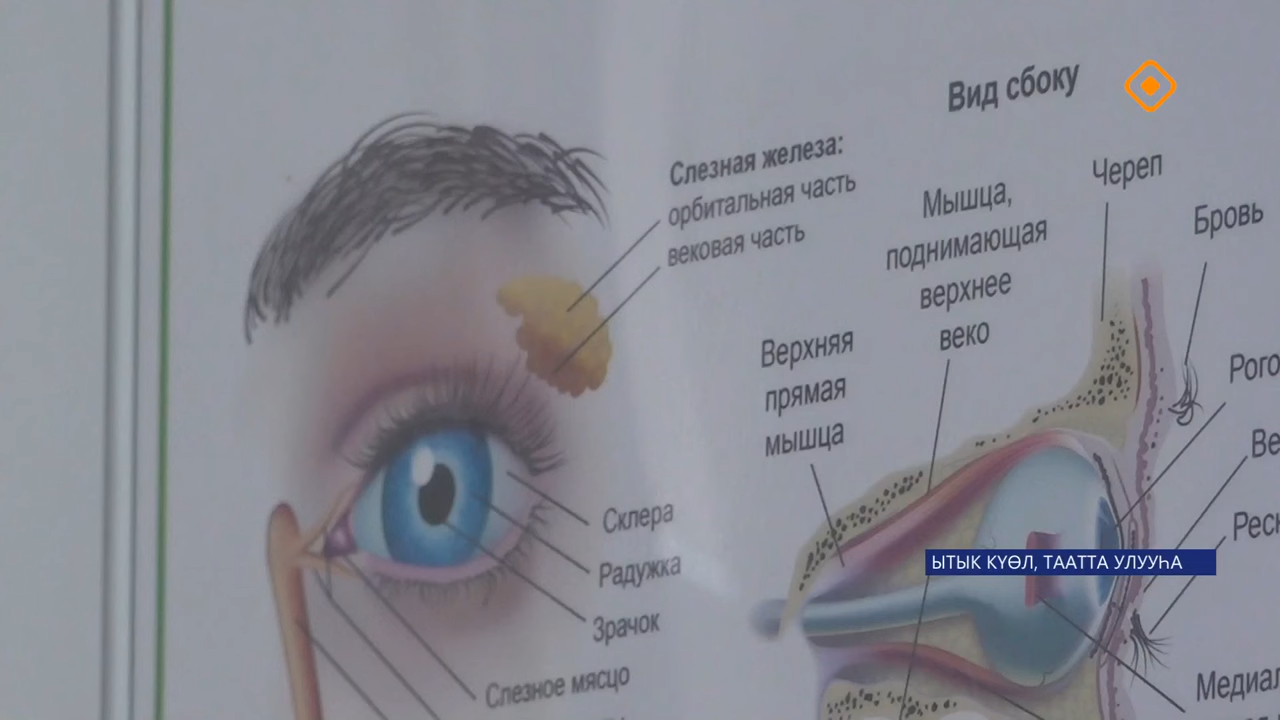 Вид сбоку
Слезная железа:
орбитальная часть
вековая часть
Мышца,
поднимающая
верхнее
веко
Череп
Бровь
Верхняя
прямая
мышца
Склера
Радужка
Зрачок
Слезное мясцо
ЫТЫК КҮӨЛ, ТААТТА УЛУУҺА